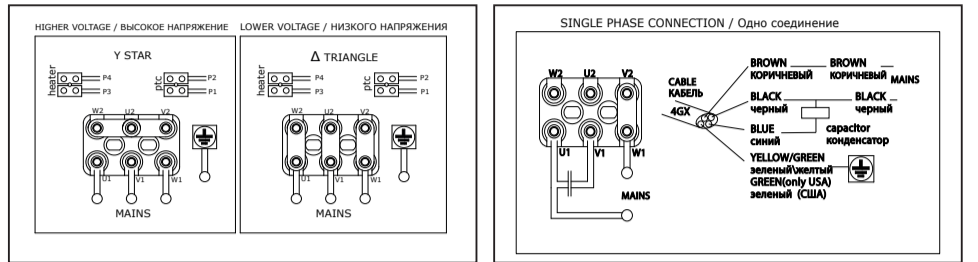 HIGHER VOLTAGE / ВЫСОКОЕ НАПРЯЖЕНИЕ
Y STAR
heater
P4
P3
ptc
P2
P1
W2 U2 V2
U1 V1 W1
MAINS
LOWER VOLTAGE / НИЗКОГО НАПРЯЖЕНИЯ
Δ TRIANGLE
heater
P4
P3
ptc
P2
P1
W2 U2 V2
U1 V1 W1
MAINS
SINGLE PHASE CONNECTION / Одно соединение
W2 U2 V2
U1 V1 W1
MAINS
CABLE
КАБЕЛЬ
4GX
BROWN BROWN
КОРИЧНЕВЫЙ КОРИЧНЕВЫЙ MAINS
BLACK BLACK
черный черный
BLUE capacitor
синий конденсатор
YELLOW/GREEN
зеленый\желтый
GREEN(only USA)
зеленый (США)